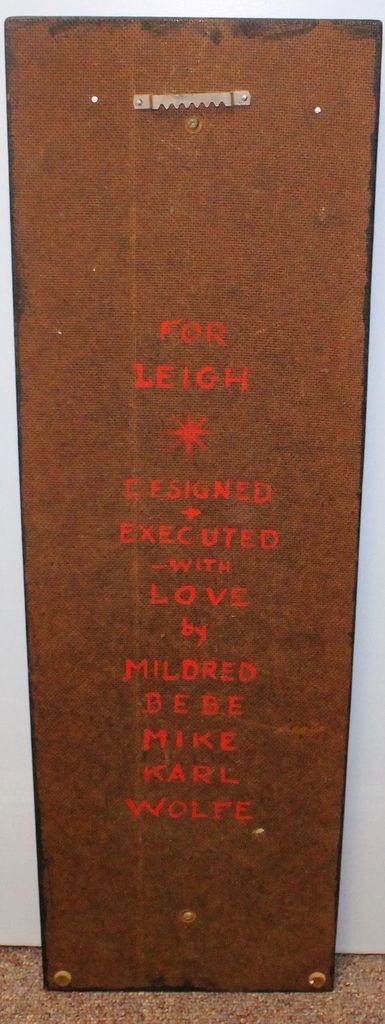 FOR
LEIGH
DESIGNED
+
EXECUTED
-WITH
LOVE
by
MILDRED
BEBE
MIKE
KARL
WOLFE